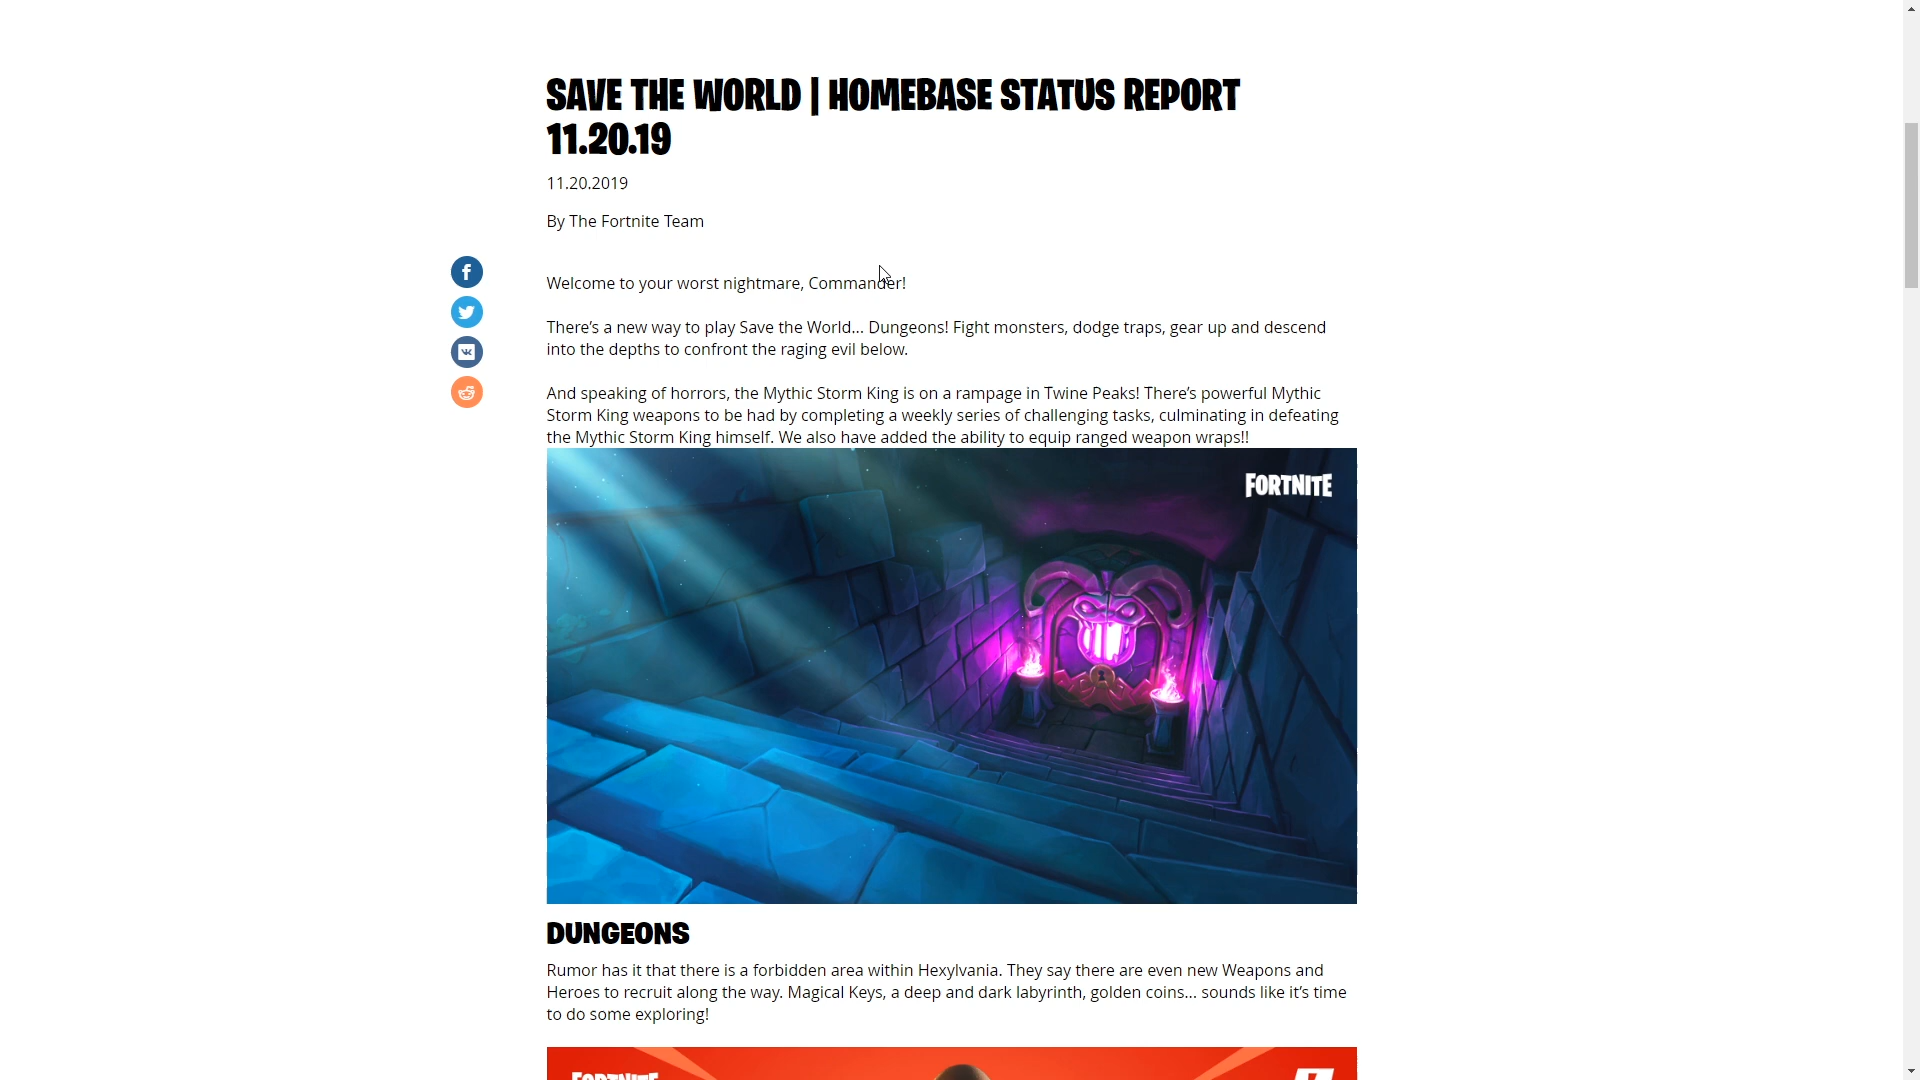 SAVE THE WORLD | HOMEBASE STATUS REPORT
11.20.19
11.20.2019
By The Fortnite Team
Welcome to your worst nightmare, Commander!
There’s a new way to play Save the World... Dungeons! Fight monsters, dodge traps, gear up and descend
into the depths to confront the raging evil below.
And speaking of horrors, the Mythic Storm King is on a rampage in Twine Peaks! There’s powerful Mythic
Storm King weapons to be had by completing a weekly series of challenging tasks, culminating in defeating
the Mythic Storm King himself. We also have added the ability to equip ranged weapon wraps!!
FORTNITE
DUNGEONS
Rumor has it that there is a forbidden area within Hexylvania. They say there are even new Weapons and
Heroes to recruit along the way. Magical Keys, a deep and dark labyrinth, golden coins... sounds like it’s time
to do some exploring!
FORTNITE